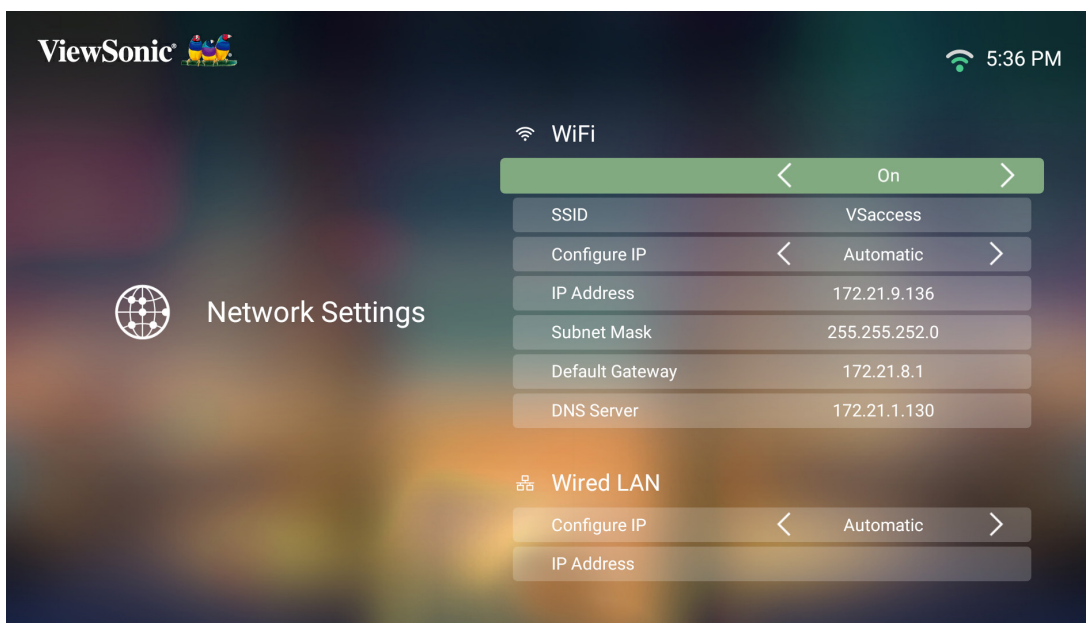 ViewSonic®
5:36 PM
WiFi
On
SSID VSaccess
Configure IP Automatic
IP Address 172.21.9.136
Network Settings
Subnet Mask 255.255.252.0
Default Gateway 172.21.8.1
DNS Server 172.21.1.130
Wired LAN
Configure IP Automatic
IP Address